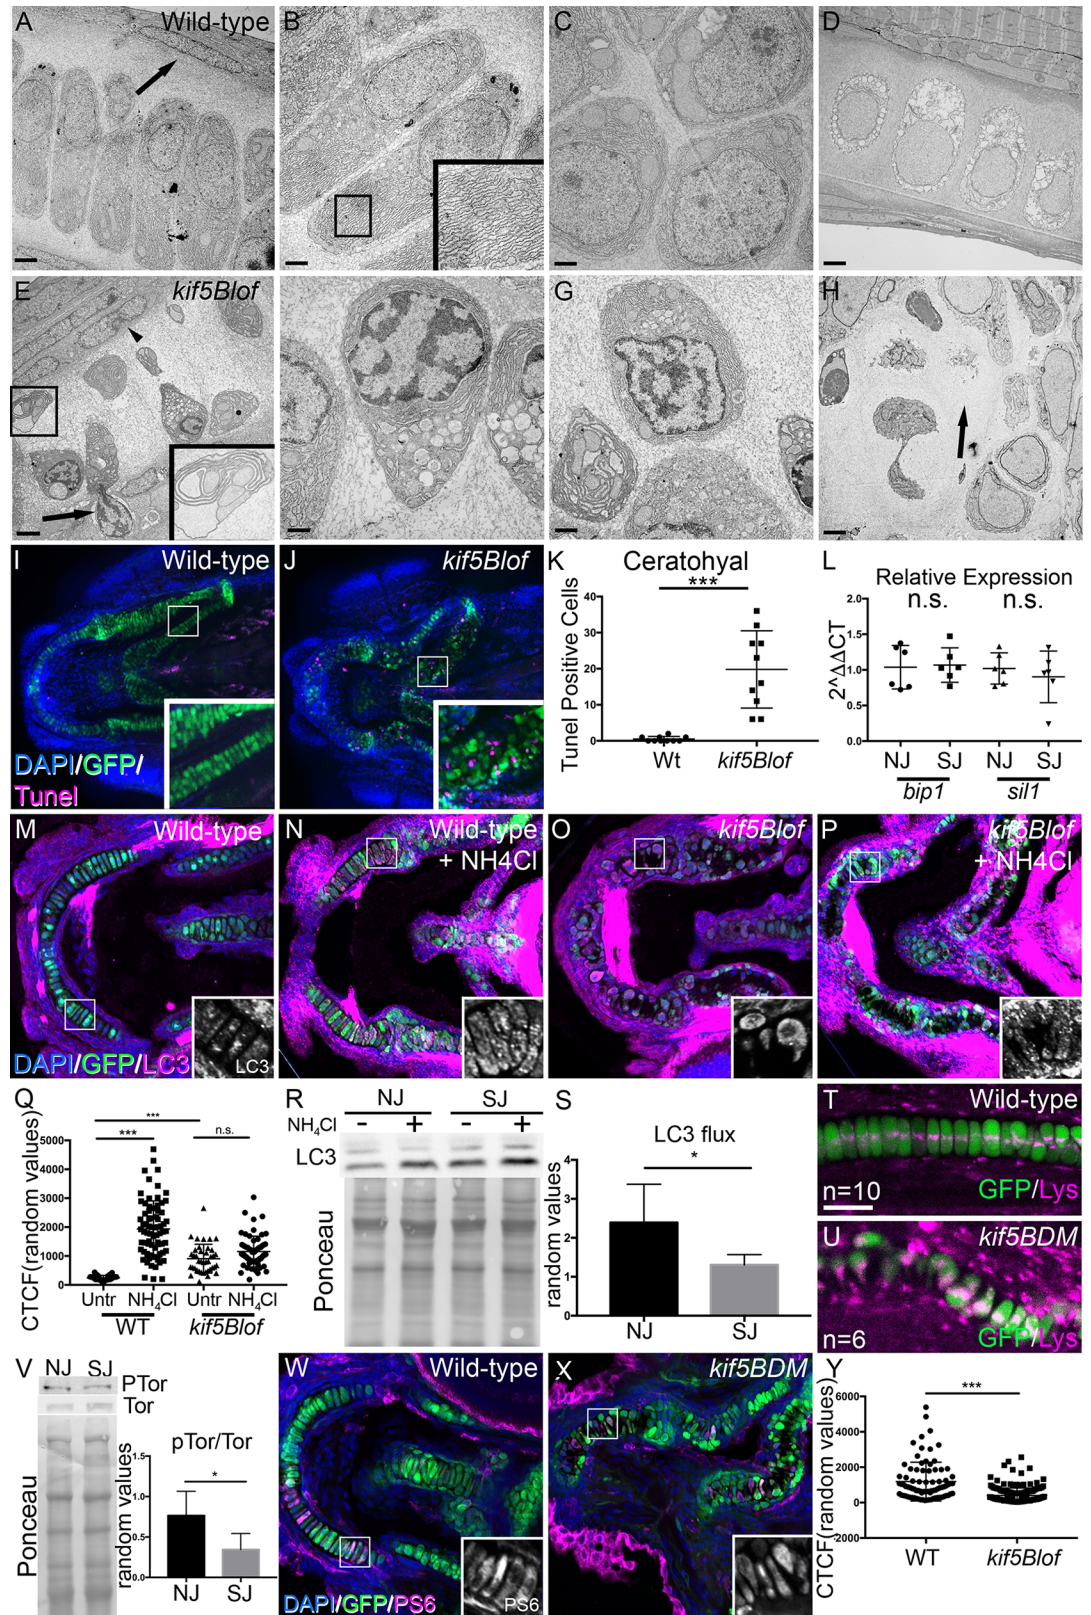 A Wild-type
B
C
D
E kif5Blof
G
H
I Wild-type
DAPI/GFP/
Tunel
J kif5Blof
K Ceratohyal
***
Tunel Positive Cells
40
30
20
10
0
Wt kif5Blof
L Relative Expression
n.s. n.s.
2^ΔΔCT
2.0
1.5
1.0
0.5
0.0
NJ SJ NJ SJ
bip1 sil1
M Wild-type
DAPI/GFP/LC3
LC3
N Wild-type
+ NH4Cl
O kif5Blof
P kif5Blof
+ NH4Cl
Q
***
*** n.s.
CTCF(random values)
5000
4000
3000
2000
1000
0
Untr NH4Cl Untr NH4Cl
WT kif5Blof
R NJ SJ
NH4Cl - + - +
LC3
Ponceau
S LC3 flux
*
random values
4
3
2
1
0
NJ SJ
T Wild-type
n=10 GFP/Lys
U kif5BDM
n=6 GFP/Lys
V NJ SJ
PTor
Tor
Ponceau
pTor/Tor
*
random values
1.5
1.0
0.5
0.0
NJ SJ
W Wild-type
DAPI/GFP/PS6
PS6
X kif5BDM
Y
***
CTCF(random values)
6000
4000
2000
0
-2000
WT kif5Blof